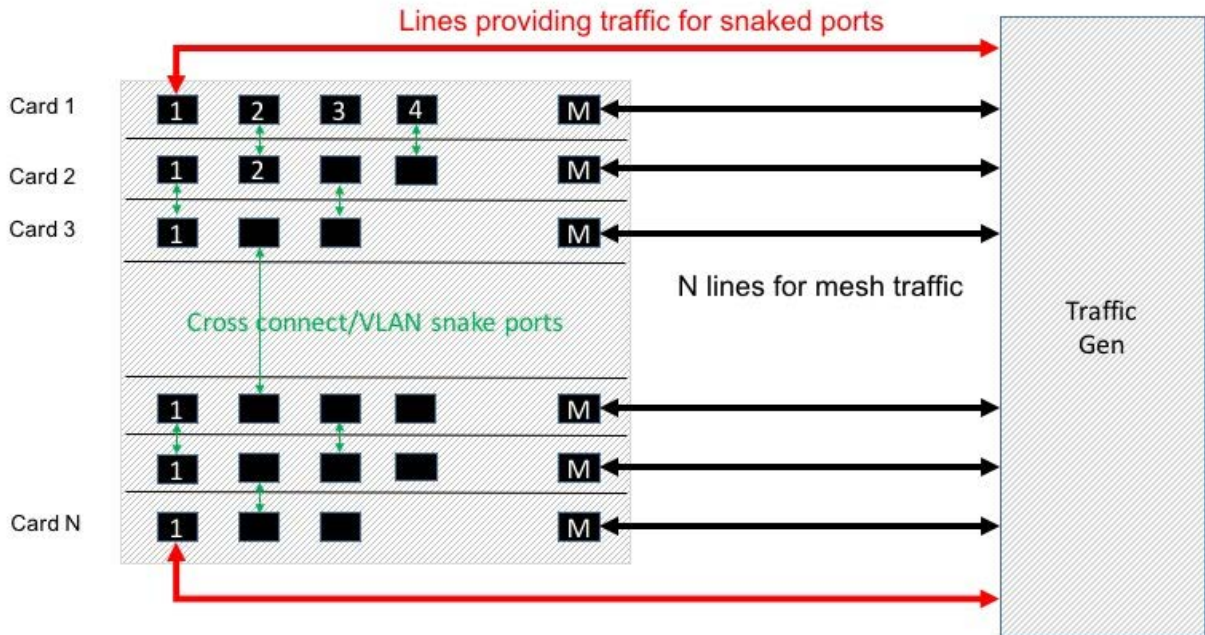 Lines providing traffic for snaked ports
Card 1
1 2 3 4 M
Card 2
1 2 M
Card 3
1 M
N lines for mesh traffic
Cross connect/VLAN snake ports
Traffic
Gen
1 M
1 M
Card N
1 M